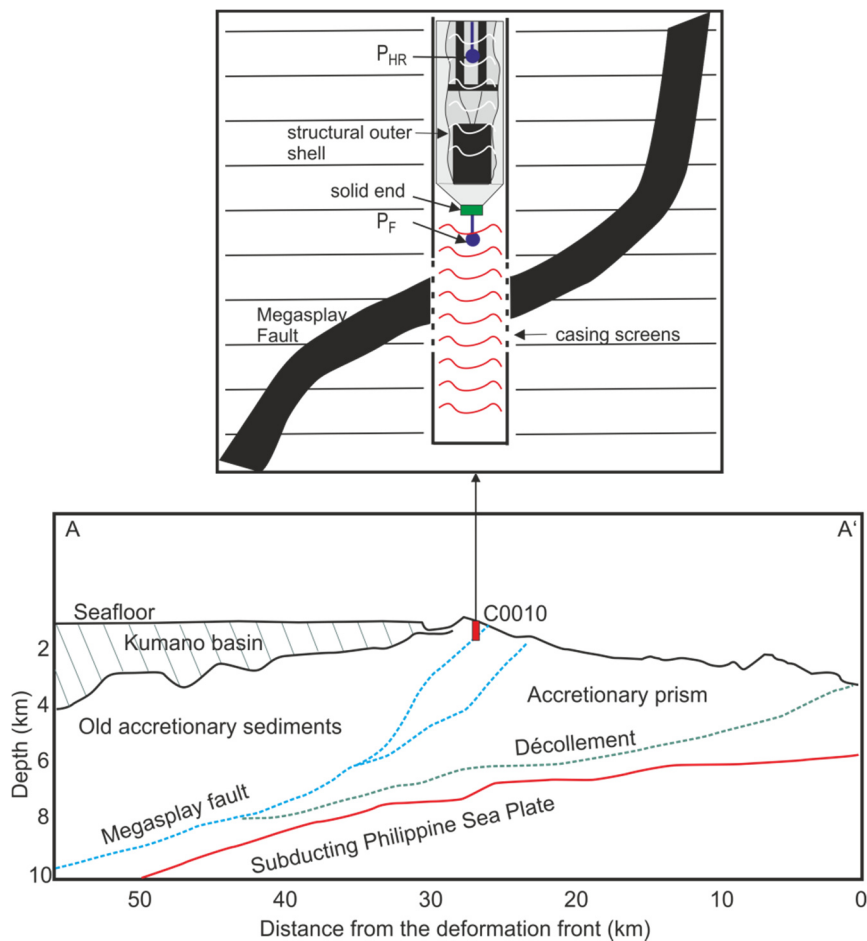 P_HR
structural outer
shell
solid end
P_F
Megasplay
Fault
casing screens
A
A'
Seafloor
C0010
Kumano basin
Old accretionary sediments
Accretionary prism
Décollement
Megasplay fault
Subducting Philippine Sea Plate
Depth (km)
2
4
6
8
10
50
40
30
20
10
0
Distance from the deformation front (km)